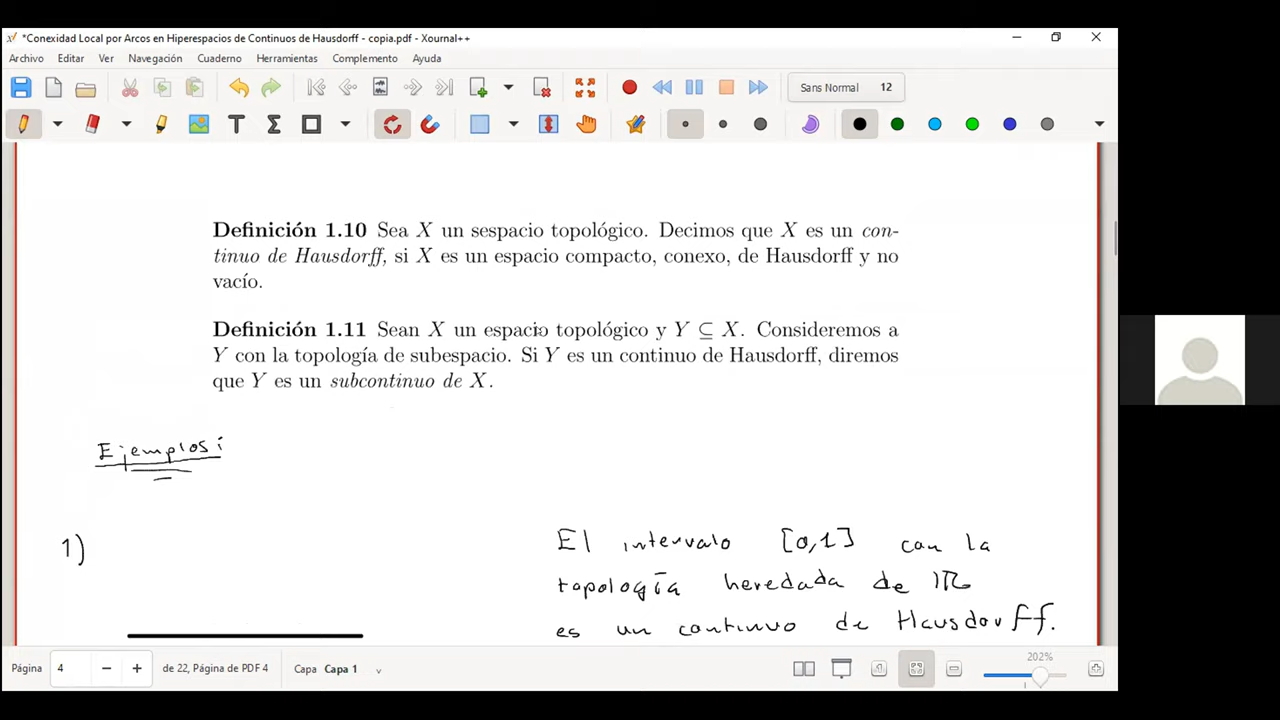 *Conexidad Local por Arcos en Hiperespacios de Continuos de Hausdorff - copia.pdf - Xournal++
Archivo Editar Ver Navegación Cuaderno Herramientas Complemento Ayuda
Sans Normal 12
Definición 1.10 Sea X un sespacio topológico. Decimos que X es un con-
tinuo de Hausdorff, si X es un espacio compacto, conexo, de Hausdorff y no
vacío.
Definición 1.11 Sean X un espacio topológico y Y ⊆ X. Consideremos a
Y con la topología de subespacio. Si Y es un continuo de Hausdorff, diremos
que Y es un subcontinuo de X.
Ejemplos:
1)
El intervalo [0,1] con la
topología heredada de ℝ
es un continuo de Hausdorff.
Página 4 de 22, Página de PDF 4 Capa Capa 1 202%